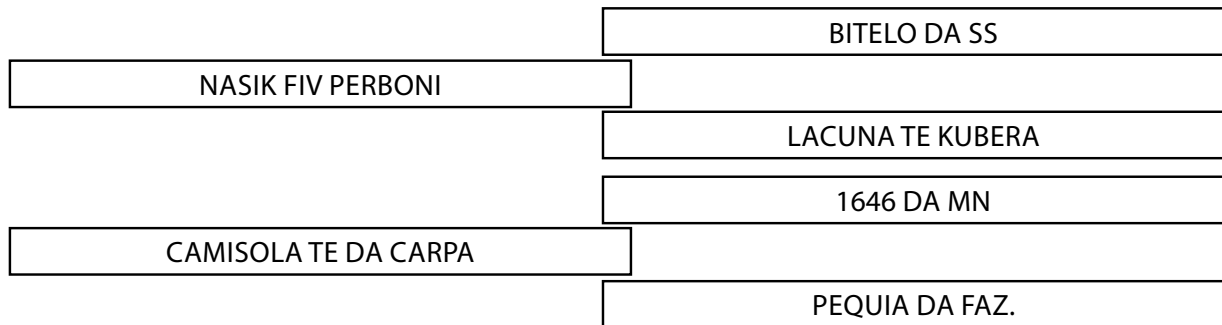 BITELO DA SS
NASIK FIV PERBONI
LACUNA TE KUBERA
1646 DA MN
CAMISOLA TE DA CARPA
PEQUIA DA FAZ.